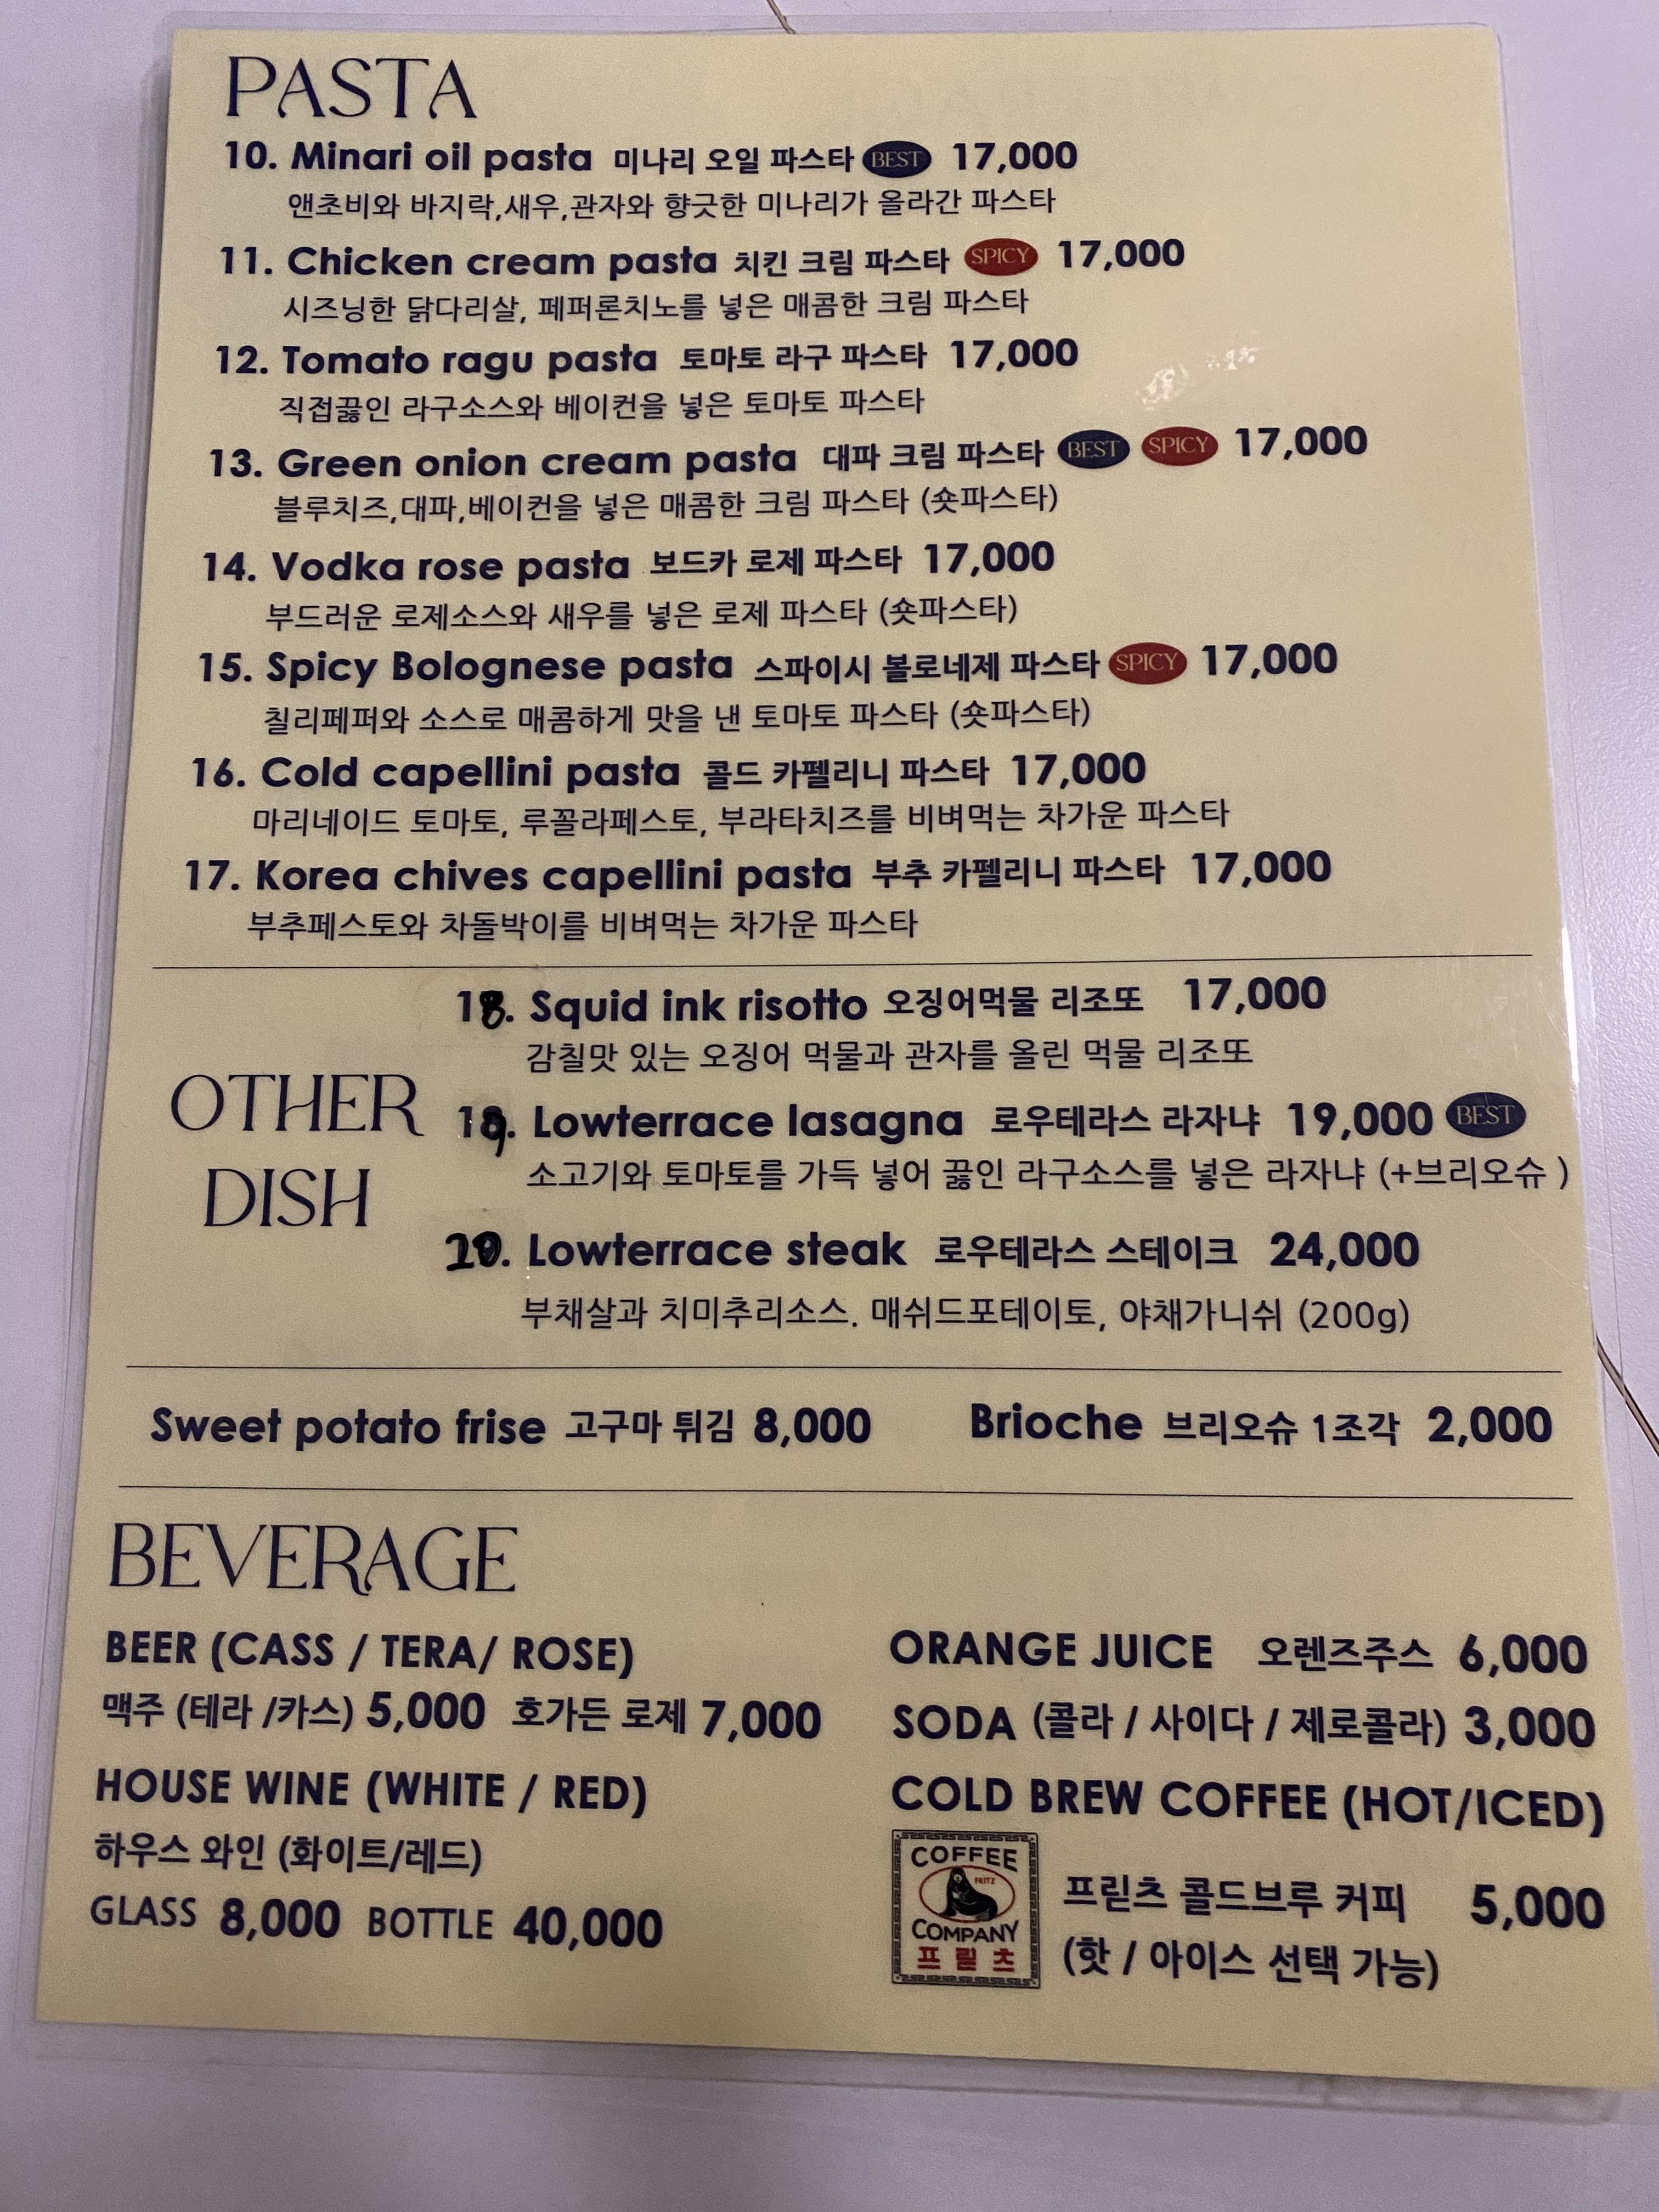 PASTA
10. Minari oil pasta 미나리 오일 파스타 BEST 17,000
앤초비와 바지락,새우,관자와 향긋한 미나리가 올라간 파스타
11. Chicken cream pasta 치킨 크림 파스타 SPICY 17,000
시즈닝한 닭다리살, 페퍼론치노를 넣은 매콤한 크림 파스타
12. Tomato ragu pasta 토마토 라구 파스타 17,000
직접끓인 라구소스와 베이컨을 넣은 토마토 파스타
13. Green onion cream pasta 대파 크림 파스타 BEST SPICY 17,000
블루치즈,대파,베이컨을 넣은 매콤한 크림 파스타 (숏파스타)
14. Vodka rose pasta 보드카 로제 파스타 17,000
부드러운 로제소스와 새우를 넣은 로제 파스타 (숏파스타)
15. Spicy Bolognese pasta 스파이시 볼로네제 파스타 SPICY 17,000
칠리페퍼와 소스로 매콤하게 맛을 낸 토마토 파스타 (숏파스타)
16. Cold capellini pasta 콜드 카펠리니 파스타 17,000
마리네이드 토마토, 루꼴라페스토, 부라타치즈를 비벼먹는 차가운 파스타
17. Korea chives capellini pasta 부추 카펠리니 파스타 17,000
부추페스토와 차돌박이를 비벼먹는 차가운 파스타
OTHER
DISH
18. Squid ink risotto 오징어먹물 리조또 17,000
감칠맛 있는 오징어 먹물과 관자를 올린 먹물 리조또
19. Lowterrace lasagna 로우테라스 라자냐 19,000 BEST
소고기와 토마토를 가득 넣어 끓인 라구소스를 넣은 라자냐 (+브리오슈 )
20. Lowterrace steak 로우테라스 스테이크 24,000
부채살과 치미추리소스. 매쉬드포테이토, 야채가니쉬 (200g)
Sweet potato frise 고구마 튀김 8,000
Brioche 브리오슈 1조각 2,000
BEVERAGE
BEER (CASS / TERA/ ROSE)
맥주 (테라 /카스) 5,000 호가든 로제 7,000
HOUSE WINE (WHITE / RED)
하우스 와인 (화이트/레드)
GLASS 8,000 BOTTLE 40,000
ORANGE JUICE 오렌즈주스 6,000
SODA (콜라 / 사이다 / 제로콜라) 3,000
COLD BREW COFFEE (HOT/ICED)
COFFEE
FRITZ
COMPANY
프릳츠
프릳츠 콜드브루 커피 5,000
(핫 / 아이스 선택 가능)